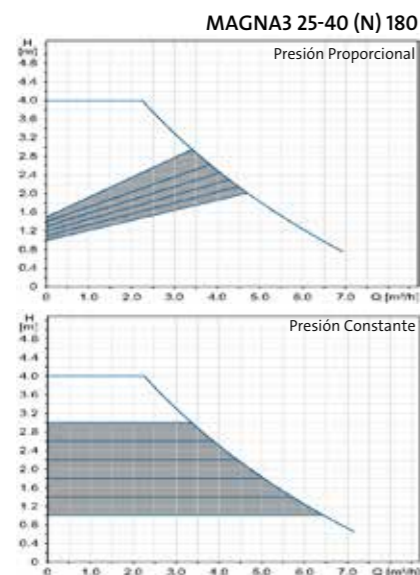 MAGNA3 25-40 (N) 180
H
[m]
Presión Proporcional
4.8
4.4
4.0
3.6
3.2
2.8
2.4
2.0
1.6
1.2
0.8
0.4
0
0 1.0 2.0 3.0 4.0 5.0 6.0 7.0 Q [m³/h]
H
[m]
Presión Constante
4.8
4.4
4.0
3.6
3.2
2.8
2.4
2.0
1.6
1.2
0.8
0.4
0
0 1.0 2.0 3.0 4.0 5.0 6.0 7.0 Q [m³/h]